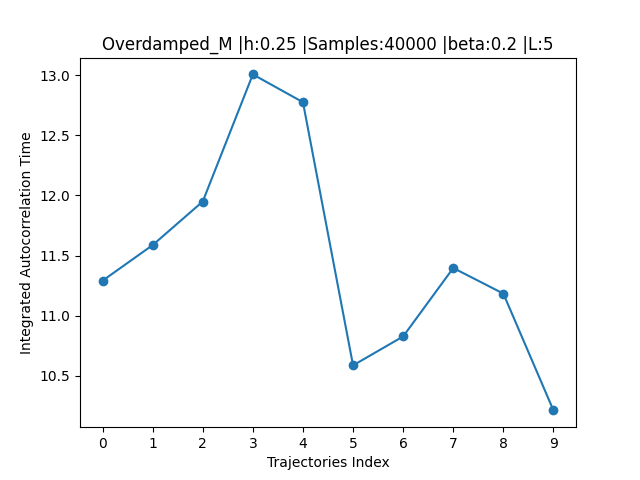 Overdamped_M |h:0.25 |Samples:40000 |beta:0.2 |L:5
Integrated Autocorrelation Time
13.0
12.5
12.0
11.5
11.0
10.5
0 1 2 3 4 5 6 7 8 9
Trajectories Index